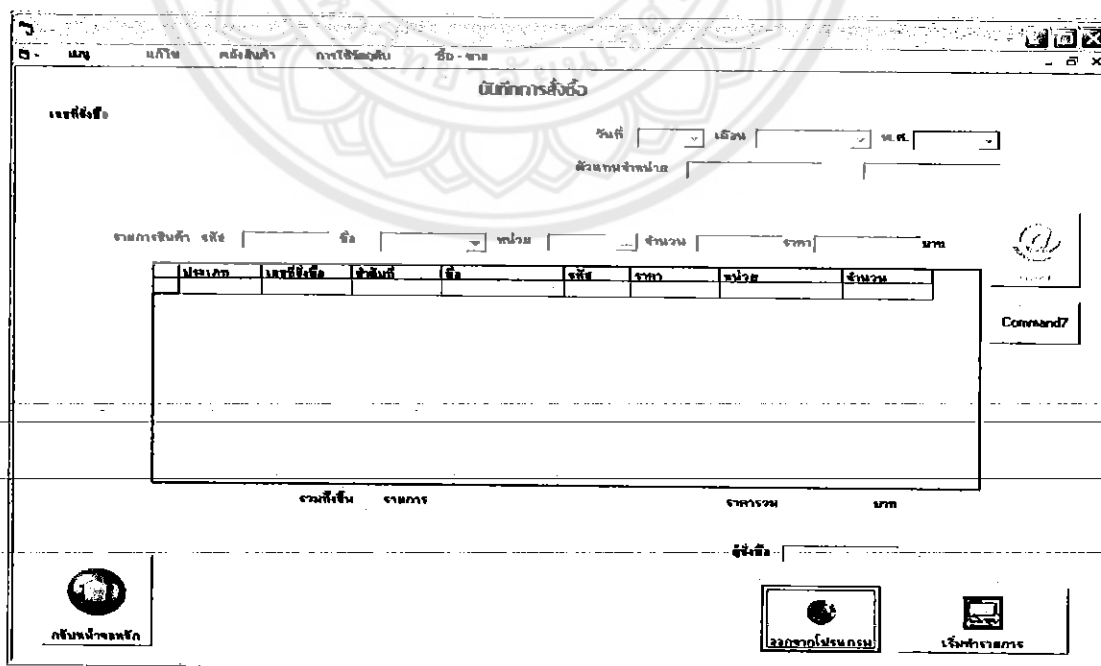 เมนู แก้ไข คลังสินค้า การใช้วัตถุดิบ ซื้อ - ขาย
บันทึกการสั่งซื้อ
เลขที่สั่งซื้อ
วันที่ เดือน พ.ศ.
ตัวแทนจำหน่าย
รายการสินค้า รหัส ชื่อ หน่วย จำนวน ราคา บาท
ประเภท เลขที่สั่งซื้อ ลำดับที่ ชื่อ รหัส ราคา หน่วย จำนวน
Command7
รวมทั้งสิ้น รายการ ราคารวม บาท
ผู้สั่งซื้อ
กลับหน้าจอหลัก ออกจากโปรแกรม เริ่มทำรายการ